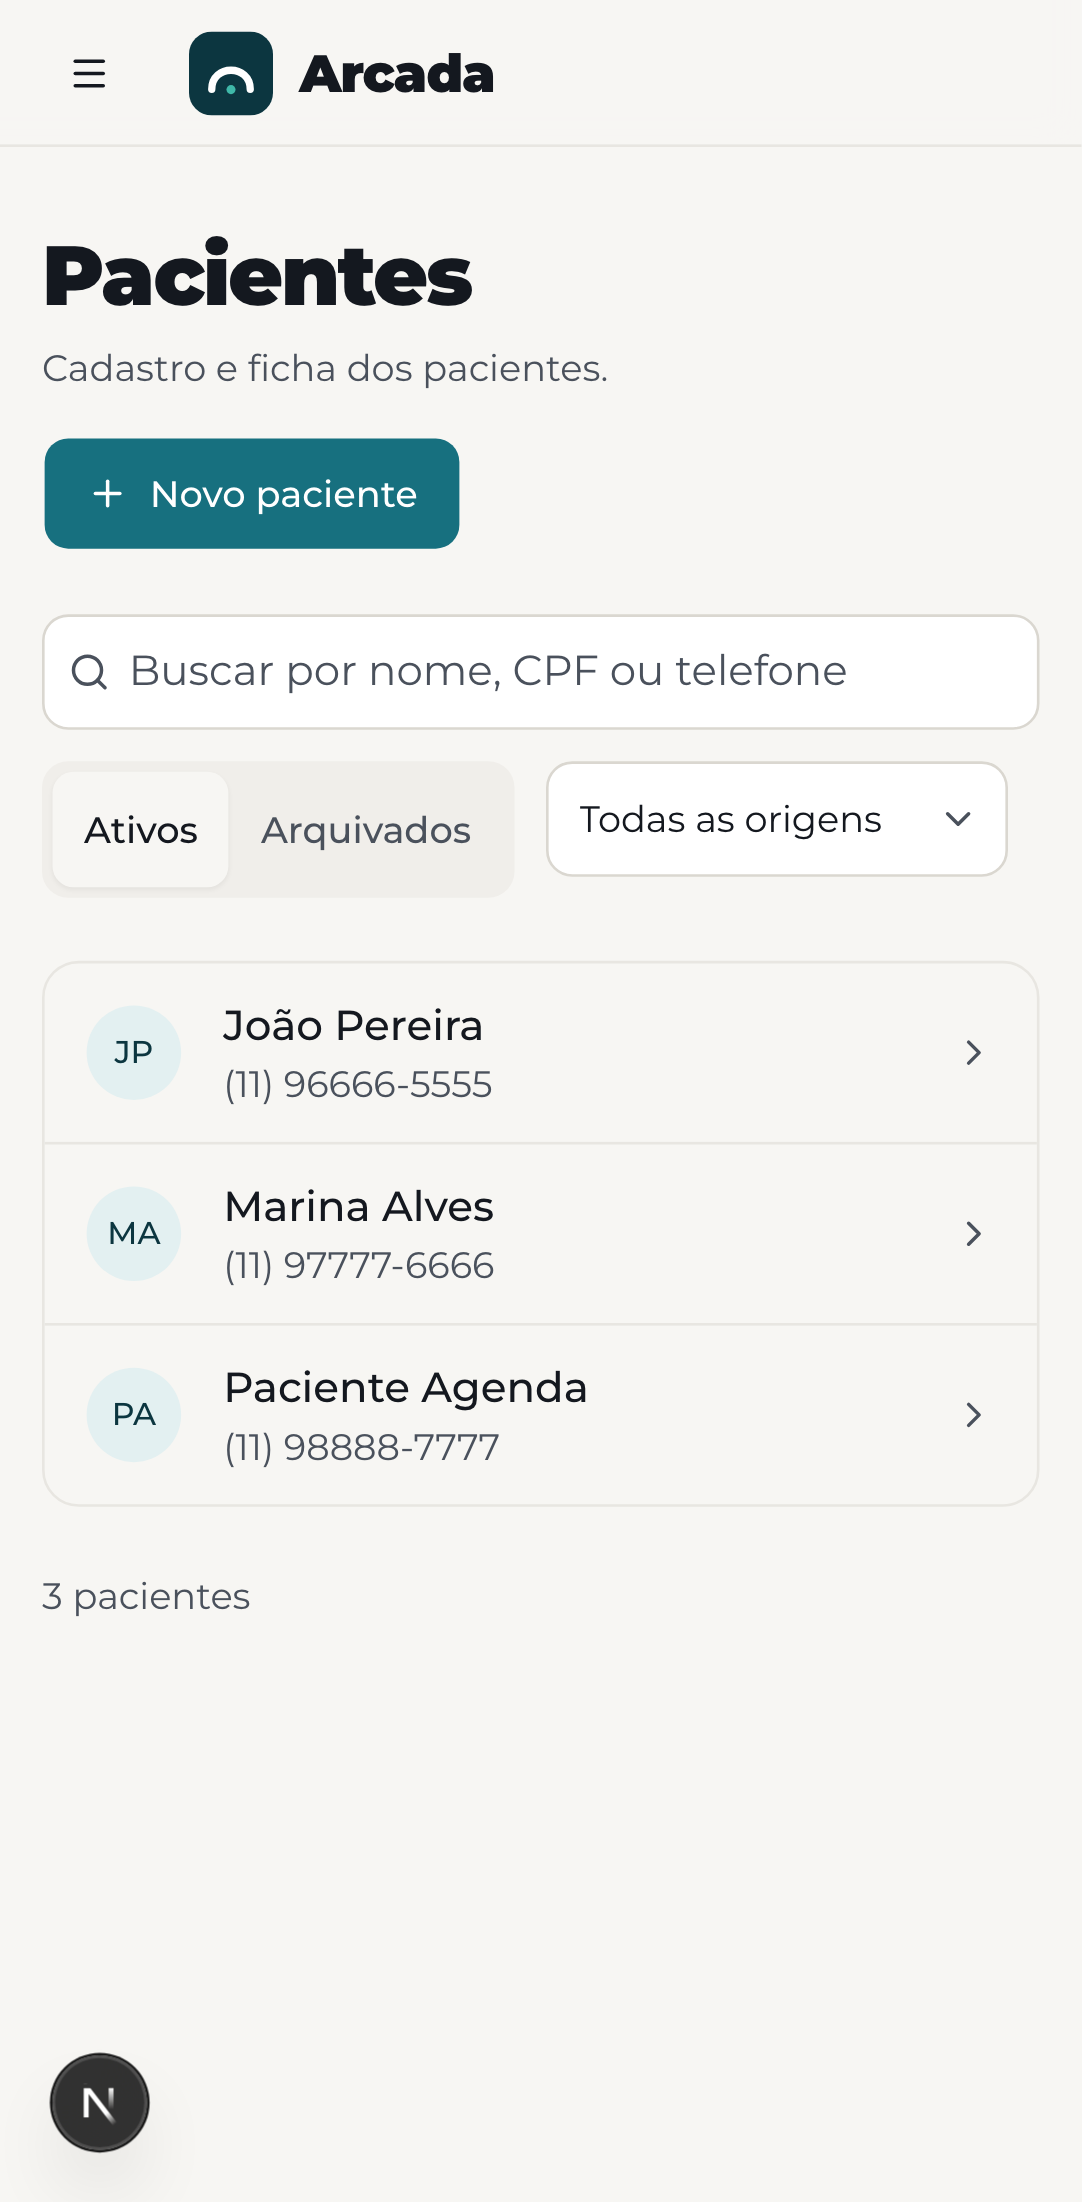 Arcada
Pacientes
Cadastro e ficha dos pacientes.
Novo paciente
Buscar por nome, CPF ou telefone
Ativos
Arquivados
Todas as origens
JP
João Pereira
(11) 96666-5555
MA
Marina Alves
(11) 97777-6666
PA
Paciente Agenda
(11) 98888-7777
3 pacientes
N